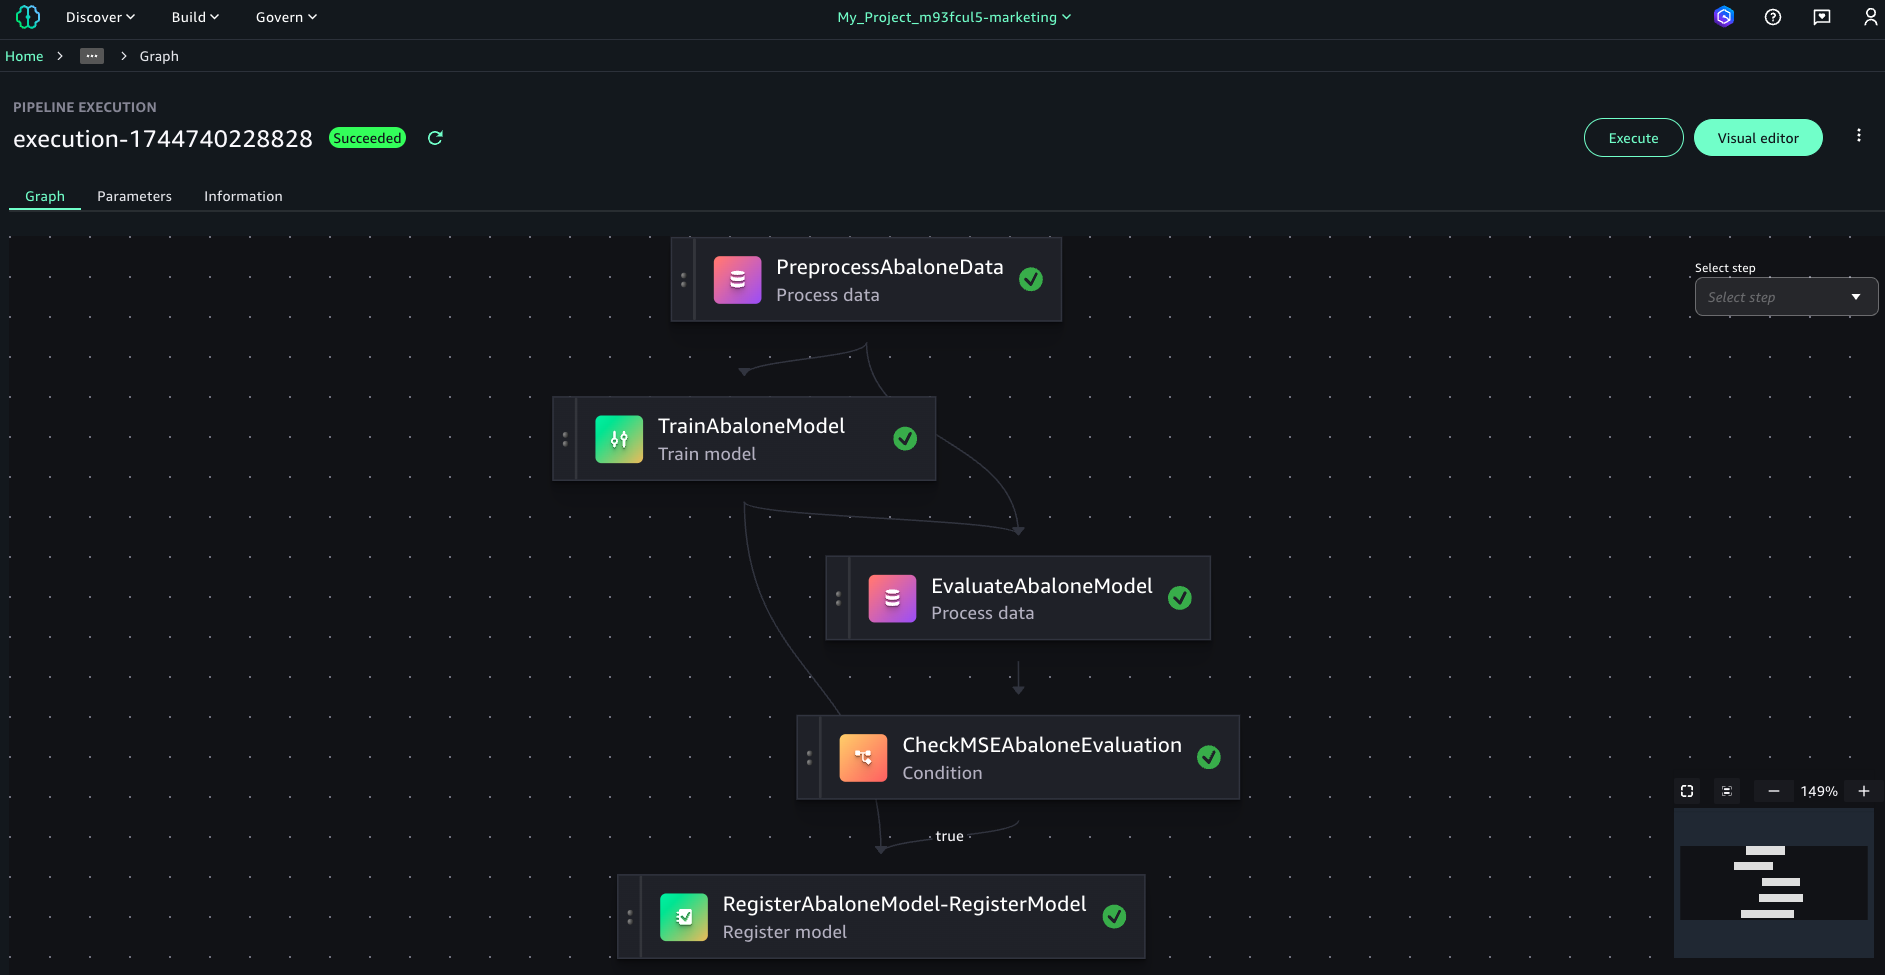 Discover Build Govern My_Project_m93fcul5-marketing
Home ... Graph
PIPELINE EXECUTION
execution-1744740228828 Succeeded Execute Visual editor
Graph Parameters Information
PreprocessAbaloneData
Process data
Select step
Select step
TrainAbaloneModel
Train model
EvaluateAbaloneModel
Process data
CheckMSEAbaloneEvaluation
Condition
149%
true
RegisterAbaloneModel-RegisterModel
Register model